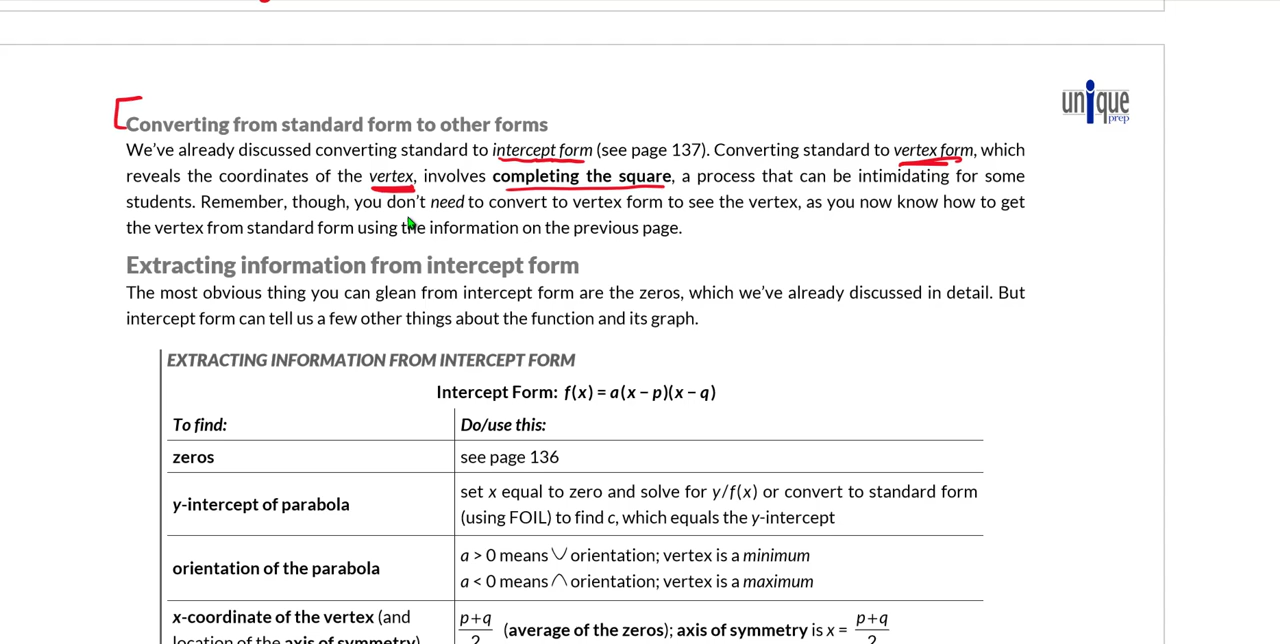 unique
prep
Converting from standard form to other forms
We've already discussed converting standard to intercept form (see page 137). Converting standard to vertex form, which
reveals the coordinates of the vertex, involves completing the square, a process that can be intimidating for some
students. Remember, though, you don't need to convert to vertex form to see the vertex, as you now know how to get
the vertex from standard form using the information on the previous page.
Extracting information from intercept form
The most obvious thing you can glean from intercept form are the zeros, which we've already discussed in detail. But
intercept form can tell us a few other things about the function and its graph.
EXTRACTING INFORMATION FROM INTERCEPT FORM
Intercept Form: f(x) = a(x − p)(x − q)
To find: Do/use this:
zeros see page 136
y-intercept of parabola set x equal to zero and solve for y/f(x) or convert to standard form
(using FOIL) to find c, which equals the y-intercept
orientation of the parabola a > 0 means ∪ orientation; vertex is a minimum
a < 0 means ∩ orientation; vertex is a maximum
x-coordinate of the vertex (and p+q/2 (average of the zeros); axis of symmetry is x = p+q/2
location of the axis of symmetry)